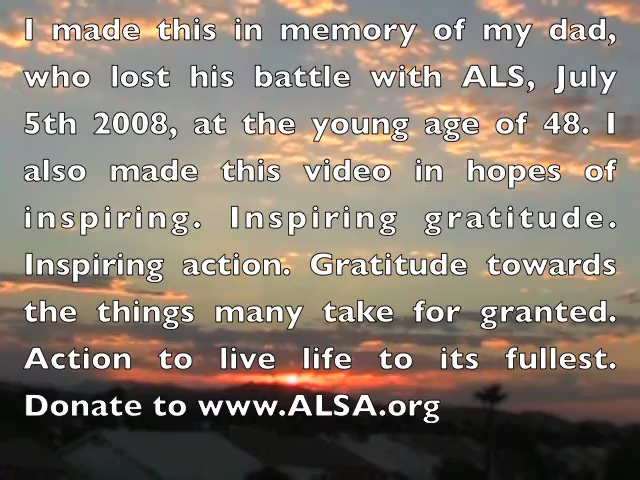 I made this in memory of my dad,
who lost his battle with ALS, July
5th 2008, at the young age of 48. I
also made this video in hopes of
inspiring. Inspiring gratitude.
Inspiring action. Gratitude towards
the things many take for granted.
Action to live life to its fullest.
Donate to www.ALSA.org